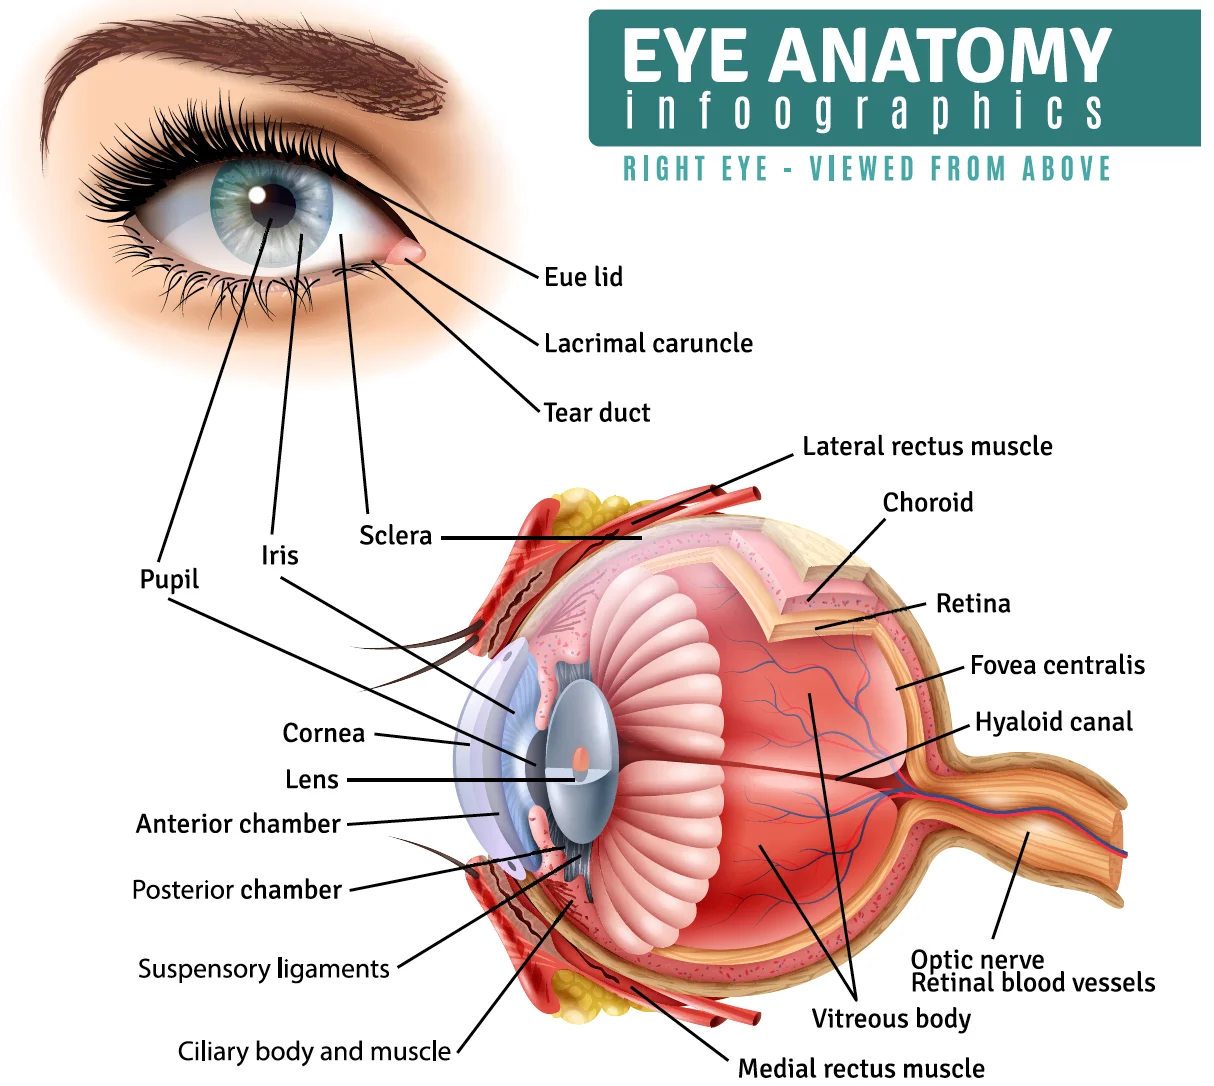 EYE ANATOMY
infoographics
RIGHT EYE - VIEWED FROM ABOVE
Eue lid
Lacrimal caruncle
Tear duct
Lateral rectus muscle
Choroid
Sclera
Iris
Pupil
Retina
Fovea centralis
Hyaloid canal
Cornea
Lens
Anterior chamber
Posterior chamber
Suspensory ligaments
Optic nerve
Retinal blood vessels
Vitreous body
Ciliary body and muscle
Medial rectus muscle